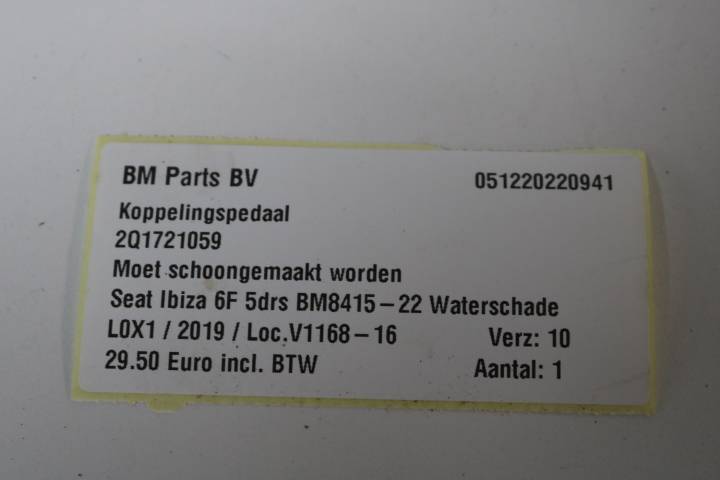 BM Parts BV 051220220941
Koppelingspedaal
2Q1721059
Moet schoongemaakt worden
Seat Ibiza 6F 5drs BM8415-22 Waterschade
L0X1 / 2019 / Loc.V1168-16 Verz: 10
29.50 Euro incl. BTW Aantal: 1